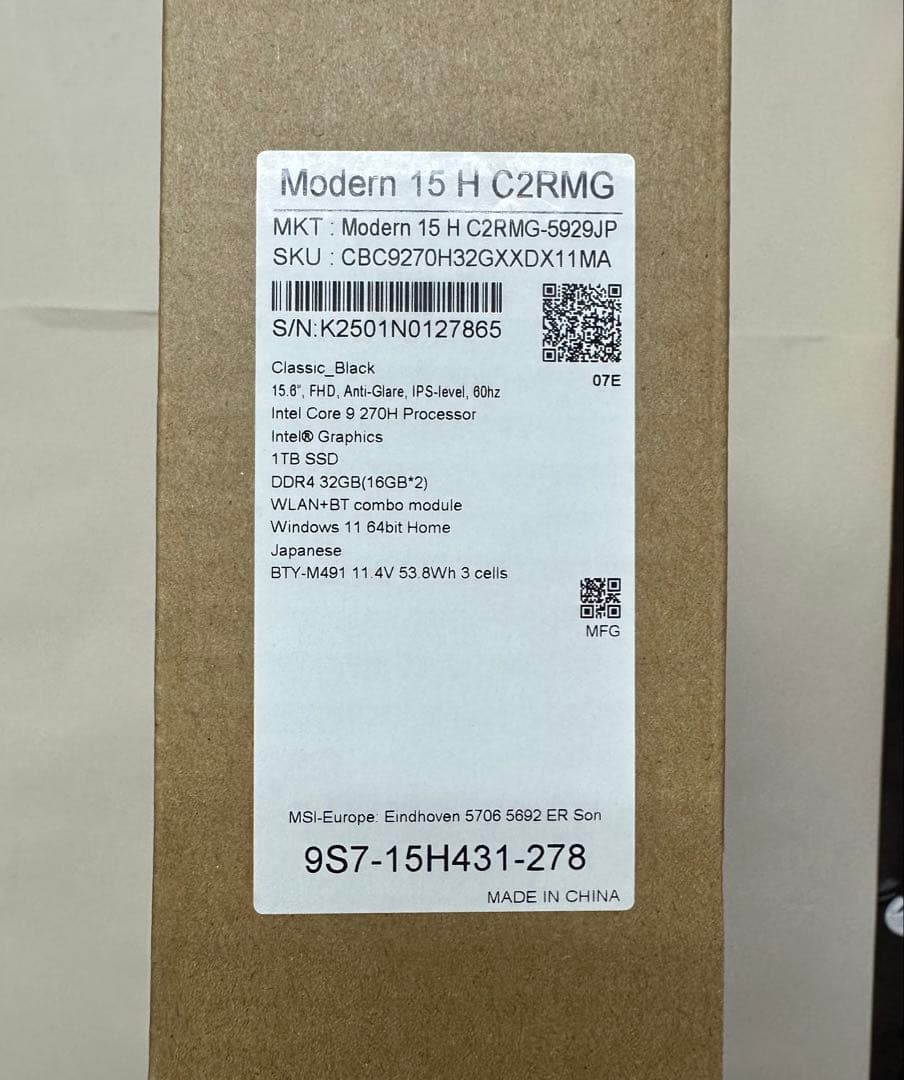 Modern 15 H C2RMG
MKT : Modern 15 H C2RMG-5929JP
SKU : CBC9270H32GXXDX11MA
S/N:K2501N0127865
07E
Classic_Black
15.6", FHD, Anti-Glare, IPS-level, 60hz
Intel Core 9 270H Processor
Intel® Graphics
1TB SSD
DDR4 32GB(16GB*2)
WLAN+BT combo module
Windows 11 64bit Home
Japanese
BTY-M491 11.4V 53.8Wh 3 cells
MFG
MSI-Europe: Eindhoven 5706 5692 ER Son
9S7-15H431-278
MADE IN CHINA